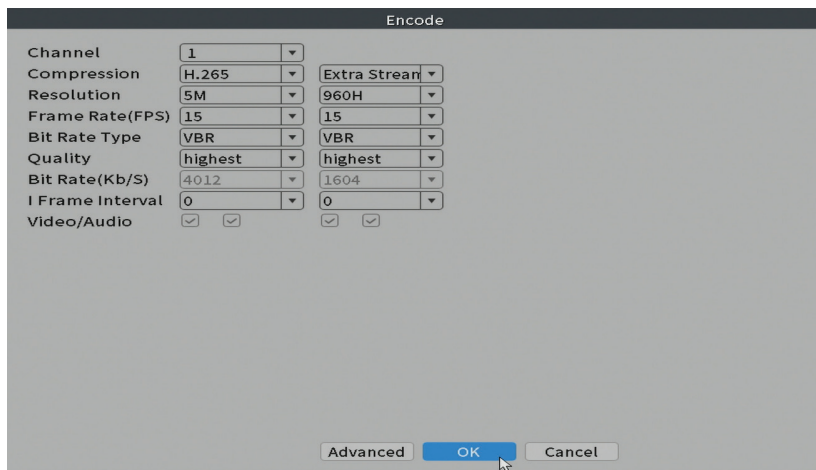 Encode
Channel 1
Compression H.265 Extra Stream
Resolution 5M 960H
Frame Rate(FPS) 15 15
Bit Rate Type VBR VBR
Quality highest highest
Bit Rate(Kb/S) 4012 1604
I Frame Interval 0 0
Video/Audio
Advanced OK Cancel